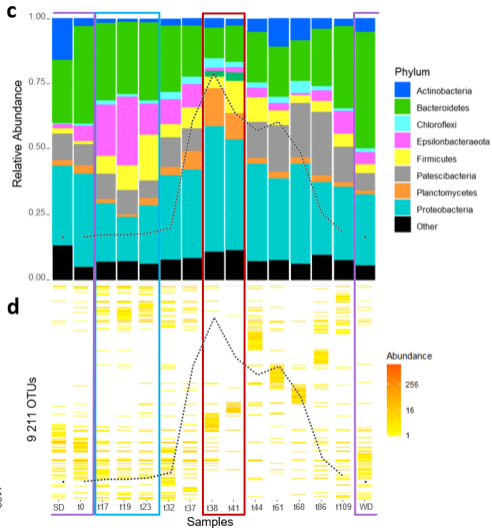 c
1.00
0.75
0.50
0.25
0.00
Relative Abundance
Phylum
Actinobacteria
Bacteroidetes
Chloroflexi
Epsilonbacteraeota
Firmicutes
Patescibacteria
Planctomycetes
Proteobacteria
Other
d
9 211 OTUs
Abundance
256
16
1
SD t0 t17 t19 t23 t32 t37 t38 t41 t44 t61 t68 t86 t109 WD
Samples